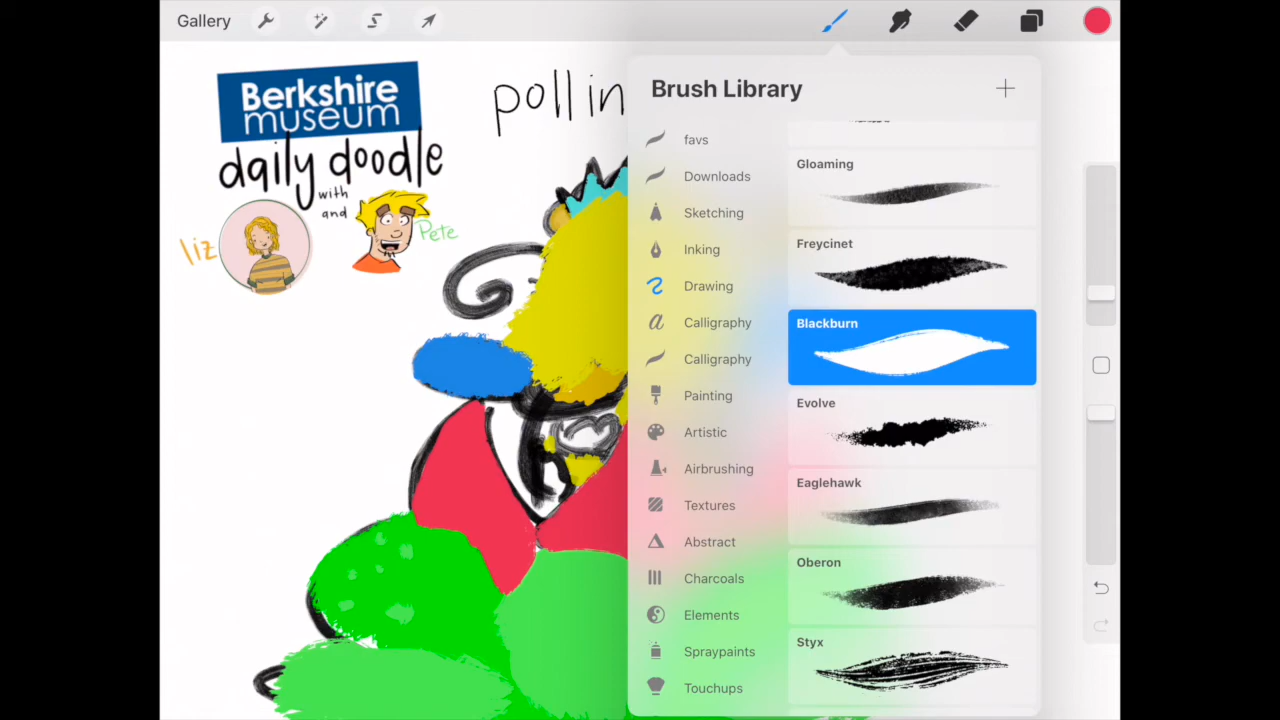 Gallery
Berkshire
museum
daily doodle
with
and
liz
Pete
pollin
Brush Library
favs
Downloads
Sketching
Inking
Drawing
Calligraphy
Calligraphy
Painting
Artistic
Airbrushing
Textures
Abstract
Charcoals
Elements
Spraypaints
Touchups
Gloaming
Freycinet
Blackburn
Evolve
Eaglehawk
Oberon
Styx